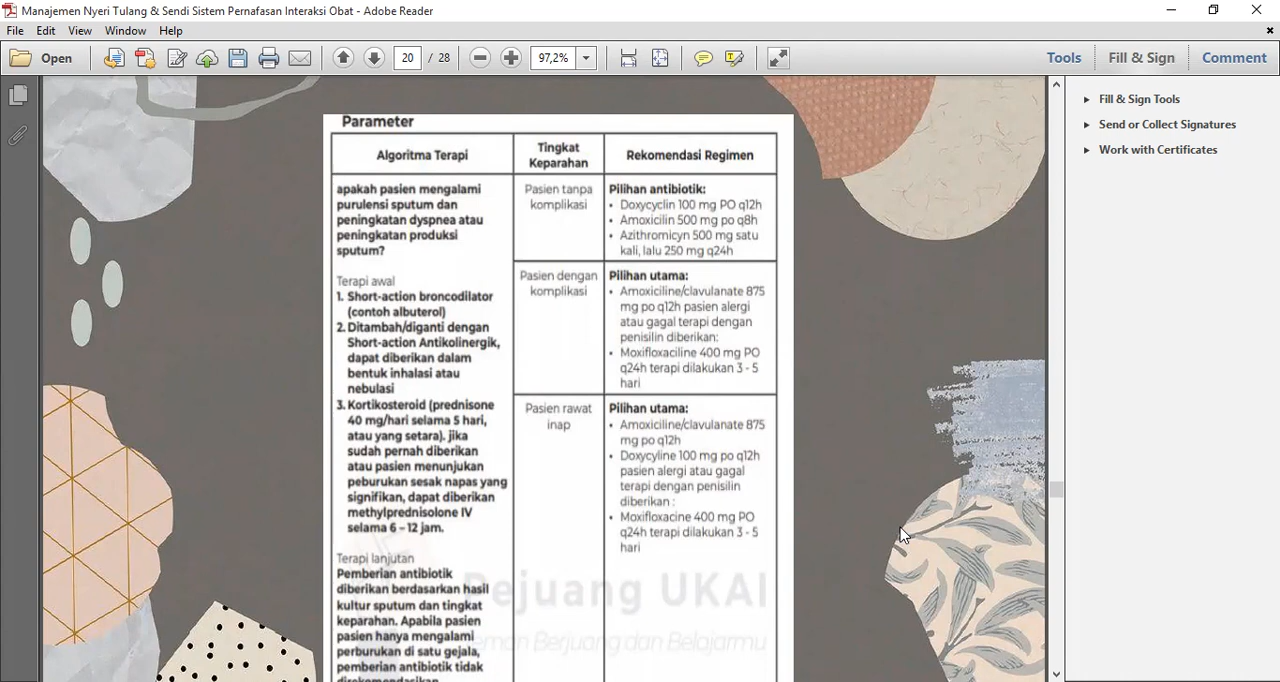 Manajemen Nyeri Tulang & Sendi Sistem Pernafasan Interaksi Obat - Adobe Reader
File Edit View Window Help
Open 20 / 28 97,2% Tools Fill & Sign Comment
Fill & Sign Tools
Send or Collect Signatures
Work with Certificates
Parameter
Algoritma Terapi
Tingkat
Keparahan
Rekomendasi Regimen
apakah pasien mengalami
purulensi sputum dan
peningkatan dyspnea atau
peningkatan produksi
sputum?
Terapi awal
1. Short-action broncodilator
(contoh albuterol)
2. Ditambah/diganti dengan
Short-action Antikolinergik,
dapat diberikan dalam
bentuk inhalasi atau
nebulasi
3. Kortikosteroid (prednisone
40 mg/hari selama 5 hari,
atau yang setara). jika
sudah pernah diberikan
atau pasien menunjukan
peburukan sesak napas yang
signifikan, dapat diberikan
methylprednisolone IV
selama 6 – 12 jam.
Terapi lanjutan
Pemberian antibiotik
diberikan berdasarkan hasil
kultur sputum dan tingkat
keparahan. Apabila pasien
pasien hanya mengalami
perburukan di satu gejala,
pemberian antibiotik tidak
direkomendasikan
Pasien tanpa
komplikasi
Pilihan antibiotik:
• Doxycyclin 100 mg PO q12h
• Amoxicilin 500 mg po q8h
• Azithromicyn 500 mg satu
kali, lalu 250 mg q24h
Pasien dengan
komplikasi
Pilihan utama:
• Amoxiciline/clavulanate 875
mg po q12h pasien alergi
atau gagal terapi dengan
penisilin diberikan:
• Moxifloxaciline 400 mg PO
q24h terapi dilakukan 3 - 5
hari
Pasien rawat
inap
Pilihan utama:
• Amoxiciline/clavulanate 875
mg po q12h
• Doxycyline 100 mg po q12h
pasien alergi atau gagal
terapi dengan penisilin
diberikan :
• Moxifloxacine 400 mg PO
q24h terapi dilakukan 3 - 5
hari
Pejuang UKAI
eman Berjuang dan Belajarmu